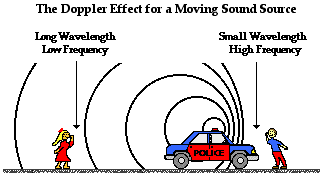 The Doppler Effect for a Moving Sound Source
Long Wavelength
Low Frequency
Small Wavelength
High Frequency
POLICE